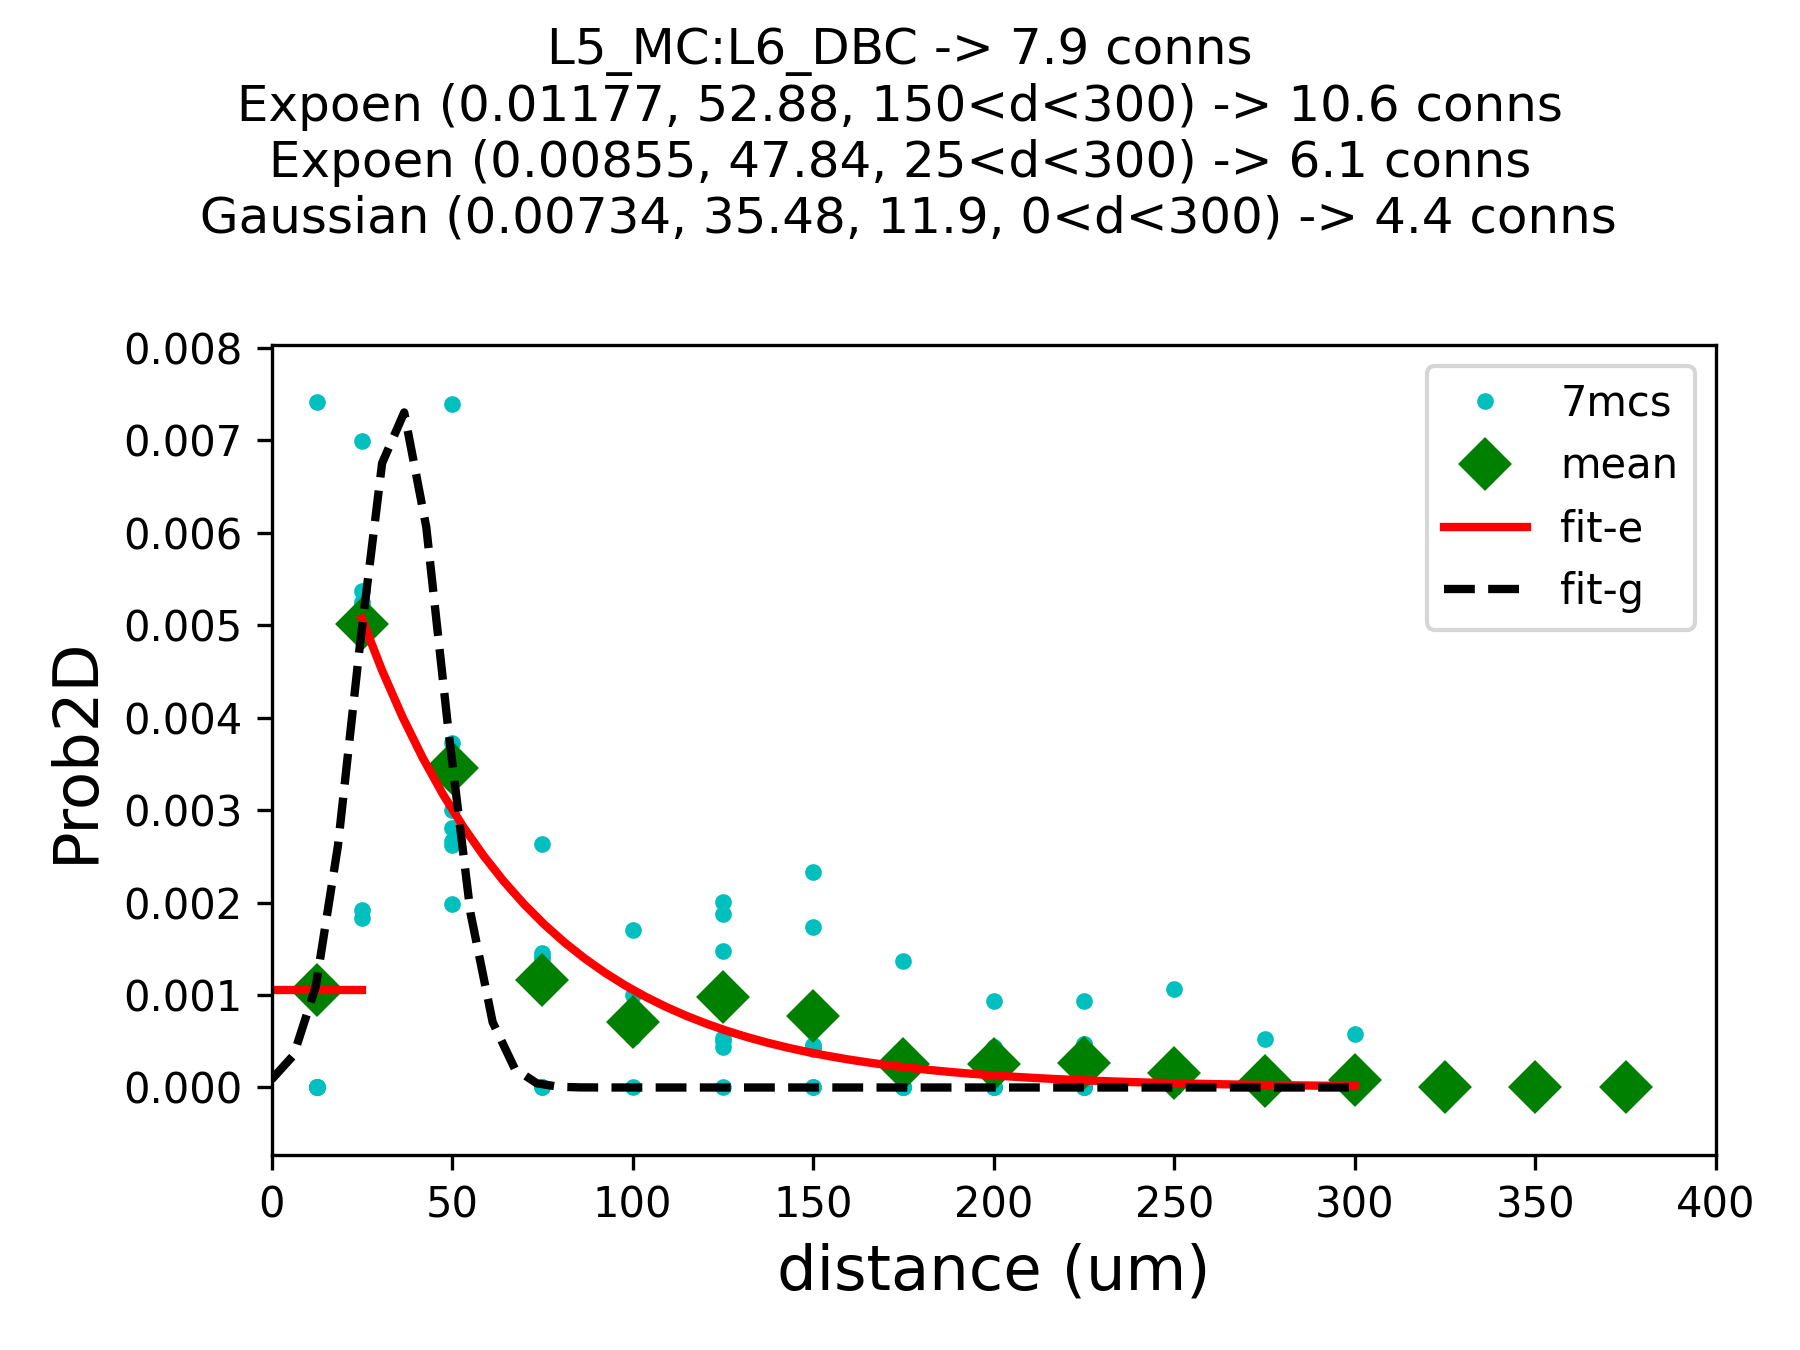 L5_MC:L6_DBC -> 7.9 conns
Expoen (0.01177, 52.88, 150<d<300) -> 10.6 conns
Expoen (0.00855, 47.84, 25<d<300) -> 6.1 conns
Gaussian (0.00734, 35.48, 11.9, 0<d<300) -> 4.4 conns
0.008
0.007
0.006
0.005
0.004
0.003
0.002
0.001
0.000
Prob2D
7mcs
mean
fit-e
fit-g
0 50 100 150 200 250 300 350 400
distance (um)